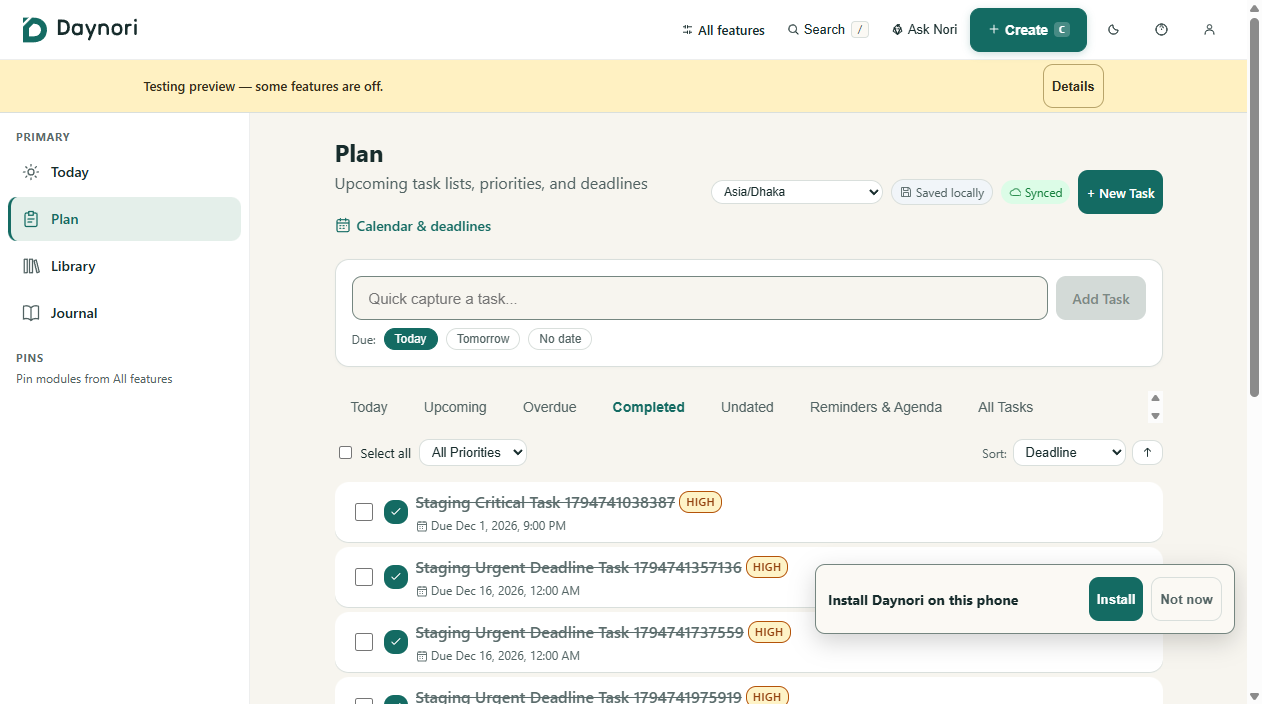 Daynori
All features
Search /
Ask Nori
+ Create C
Testing preview — some features are off.
Details
PRIMARY
Today
Plan
Library
Journal
PINS
Pin modules from All features
Plan
Upcoming task lists, priorities, and deadlines
Asia/Dhaka
Saved locally
Synced
+ New Task
Calendar & deadlines
Quick capture a task...
Add Task
Due: Today Tomorrow No date
Today Upcoming Overdue Completed Undated Reminders & Agenda All Tasks
Select all All Priorities Sort: Deadline ↑
Staging Critical Task 1794741038387 HIGH
Due Dec 1, 2026, 9:00 PM
Staging Urgent Deadline Task 1794741357136 HIGH
Due Dec 16, 2026, 12:00 AM
Staging Urgent Deadline Task 1794741737559 HIGH
Due Dec 16, 2026, 12:00 AM
Staging Urgent Deadline Task 1794741975919 HIGH
Install Daynori on this phone
Install
Not now